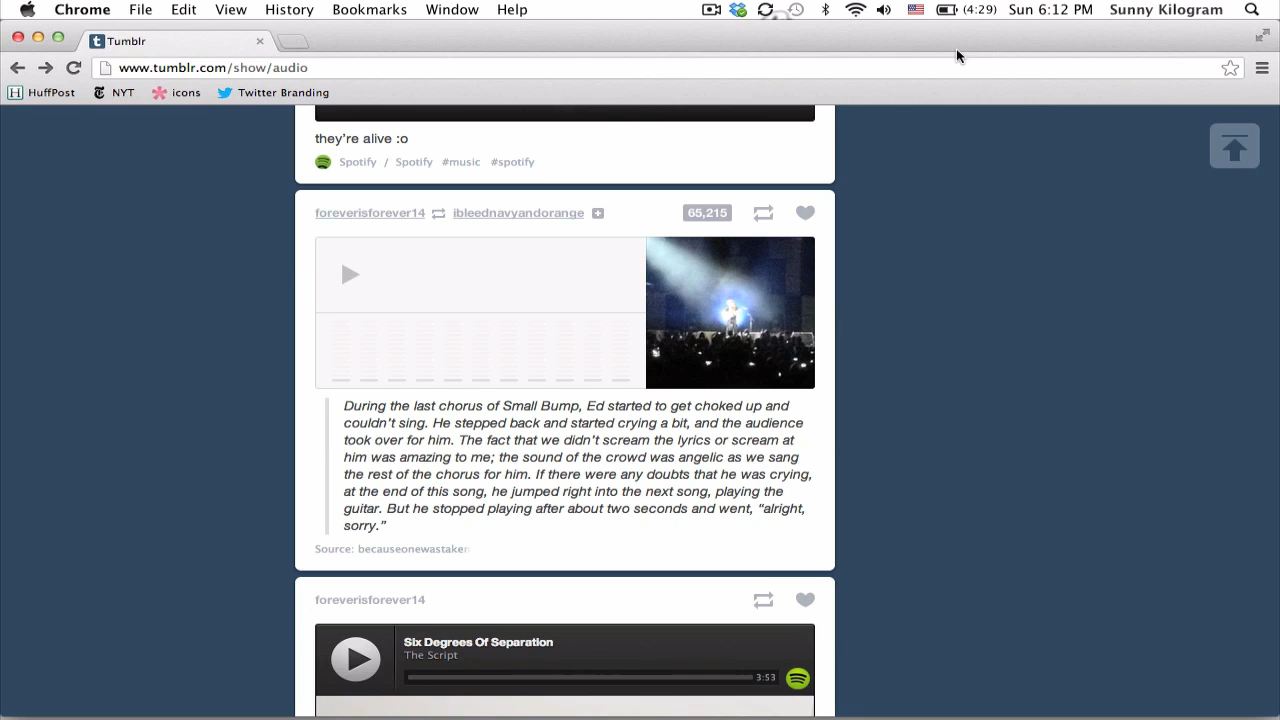 Chrome File Edit View History Bookmarks Window Help (4:29) Sun 6:12 PM Sunny Kilogram
Tumblr
www.tumblr.com/show/audio
HuffPost NYT icons Twitter Branding
they're alive :o
Spotify / Spotify #music #spotify
foreverisforever14 ibleednavyandorange 65,215
During the last chorus of Small Bump, Ed started to get choked up and
couldn't sing. He stepped back and started crying a bit, and the audience
took over for him. The fact that we didn't scream the lyrics or scream at
him was amazing to me; the sound of the crowd was angelic as we sang
the rest of the chorus for him. If there were any doubts that he was crying,
at the end of this song, he jumped right into the next song, playing the
guitar. But he stopped playing after about two seconds and went, “alright,
sorry.”
Source: becauseonewastaken
foreverisforever14
Six Degrees Of Separation
The Script
3:53